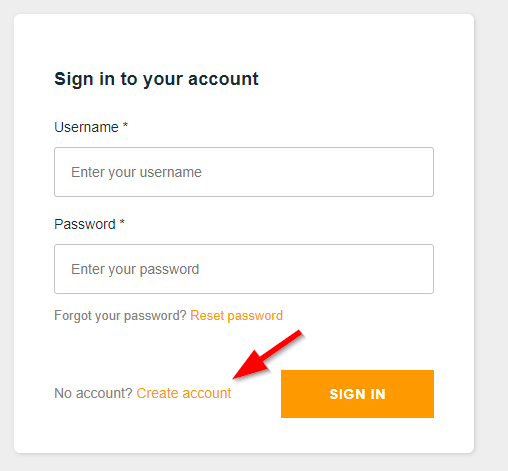 Sign in to your account
Username *
Enter your username
Password *
Enter your password
Forgot your password? Reset password
No account? Create account
SIGN IN